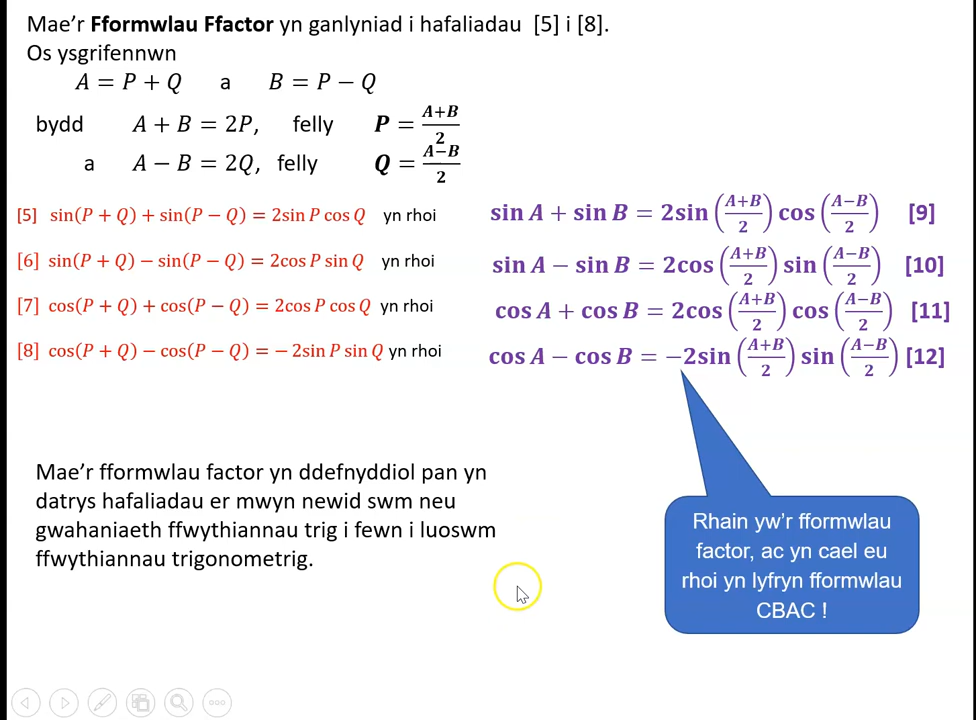 Mae'r Fformwlau Ffactor yn ganlyniad i hafaliadau [5] i [8].
Os ysgrifennwn
A = P + Q a B = P − Q
bydd A + B = 2P, felly P = (A+B)/2
a A − B = 2Q, felly Q = (A−B)/2
[5] sin(P + Q) + sin(P − Q) = 2sin P cos Q yn rhoi sin A + sin B = 2sin ((A+B)/2) cos ((A−B)/2) [9]
[6] sin(P + Q) − sin(P − Q) = 2cos P sin Q yn rhoi sin A − sin B = 2cos ((A+B)/2) sin ((A−B)/2) [10]
[7] cos(P + Q) + cos(P − Q) = 2cos P cos Q yn rhoi cos A + cos B = 2cos ((A+B)/2) cos ((A−B)/2) [11]
[8] cos(P + Q) − cos(P − Q) = − 2sin P sin Q yn rhoi cos A − cos B = −2sin ((A+B)/2) sin ((A−B)/2) [12]
Mae'r fformwlau factor yn ddefnyddiol pan yn
datrys hafaliadau er mwyn newid swm neu
gwahaniaeth ffwythiannau trig i fewn i luoswm
ffwythiannau trigonometrig.
Rhain yw'r fformwlau
factor, ac yn cael eu
rhoi yn lyfryn fformwlau
CBAC !